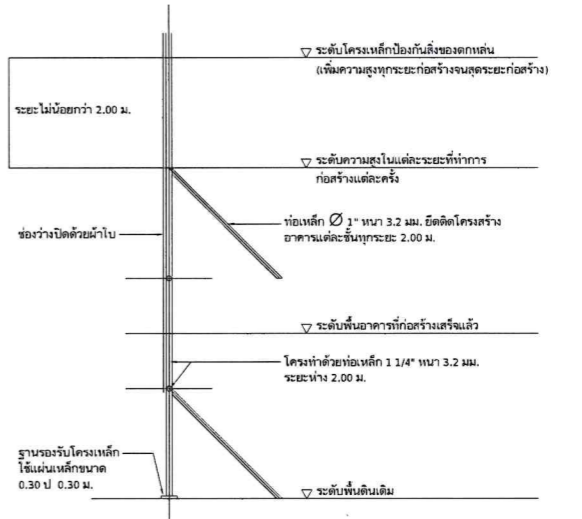 ระดับโครงเหล็กป้องกันสิ่งของตกหล่น
(เพิ่มความสูงทุกระยะก่อสร้างจนสุดระยะก่อสร้าง)
ระยะไม่น้อยกว่า 2.00 ม.
ระดับความสูงในแต่ละระยะที่ทำการ
ก่อสร้างแต่ละครั้ง
ท่อเหล็ก Ø 1" หนา 3.2 มม. ยึดติดโครงสร้าง
อาคารแต่ละชั้นทุกระยะ 2.00 ม.
ช่องว่างปิดด้วยผ้าใบ
ระดับพื้นอาคารที่ก่อสร้างเสร็จแล้ว
โครงทำด้วยท่อเหล็ก 1 1/4" หนา 3.2 มม.
ระยะห่าง 2.00 ม.
ฐานรองรับโครงเหล็ก
ใช้แผ่นเหล็กขนาด
0.30 ป 0.30 ม.
ระดับพื้นดินเดิม